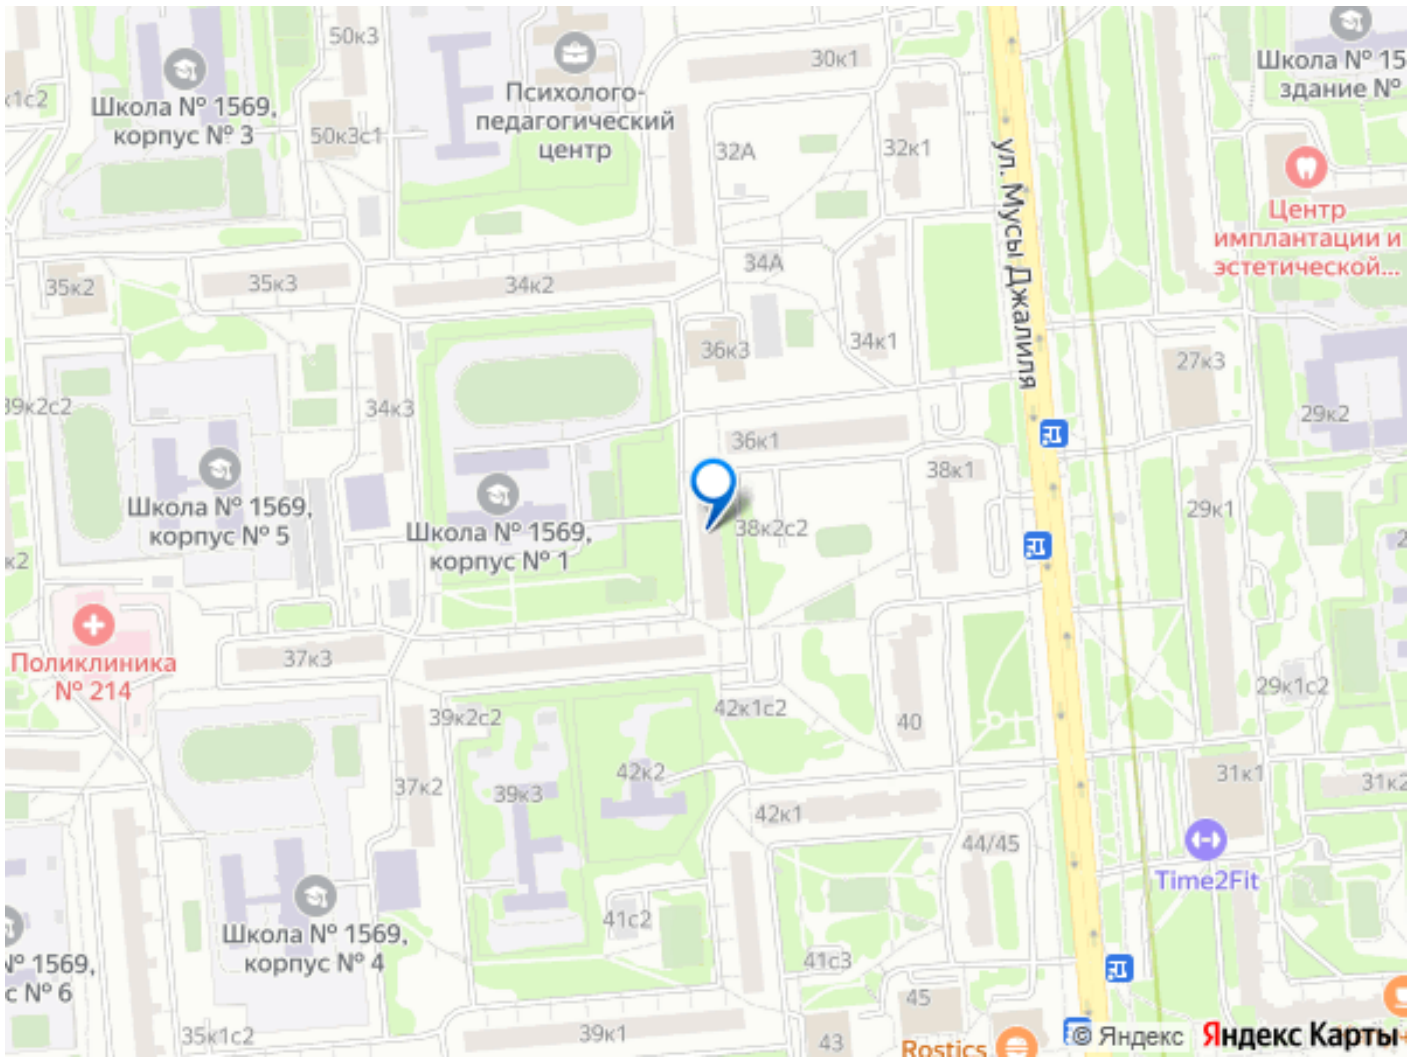 50к3
30к1
Школа № 15
здание №
к1с2
Школа № 1569,
корпус № 3
50к3с1
Психолого-
педагогический
центр
32А
32к1
ул. Мусы Джалиля
Центр
имплантации и
эстетической...
35к2
35к3
34к2
34А
36к3
34к1
27к3
39к2с2
34к3
29к2
36к1
38к1
Школа № 1569,
корпус № 5
Школа № 1569,
корпус № 1
38к2с2
29к1
к2
2
Поликлиника
№ 214
37к3
29к1с2
39к2с2
42к1с2
40
37к2
39к3
42к2
31к1
31к2
42к1
44/45
Time2Fit
41с2
Школа № 1569,
корпус № 4
№ 1569,
с № 6
41с3
45
35к1с2
39к1
43
Rostics
© Яндекс
Яндекс Карты